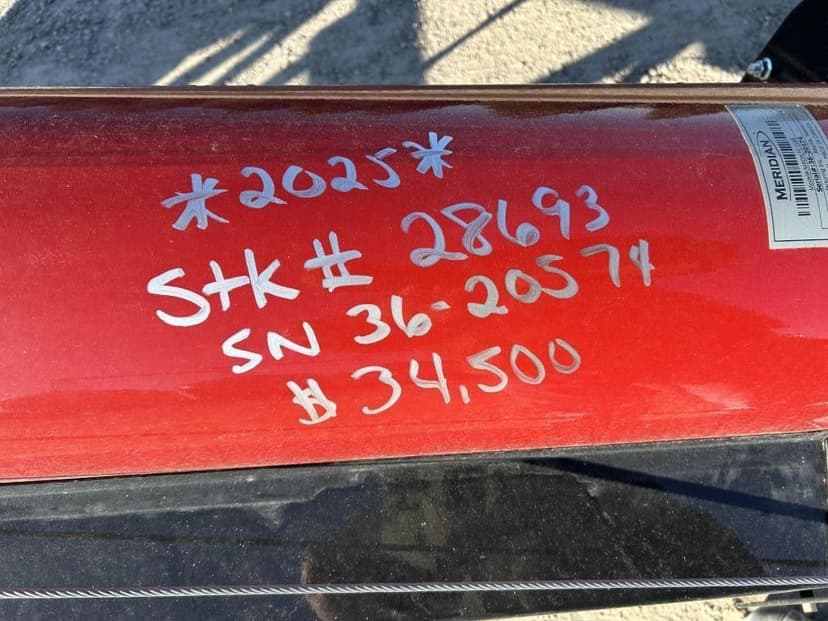 *2025*
Stk # 28693
SN 36-20574
$34,500
MERIDIAN